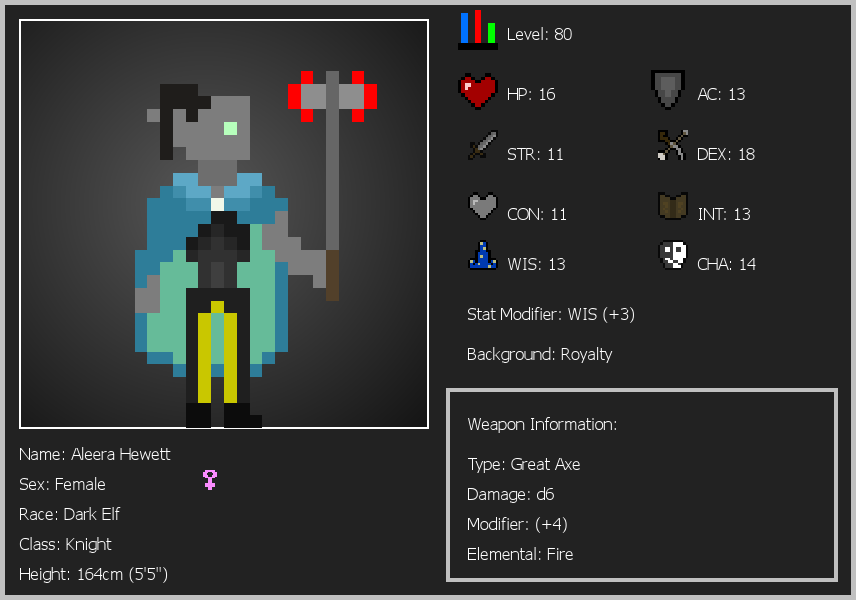 Level: 80
HP: 16
AC: 13
STR: 11
DEX: 18
CON: 11
INT: 13
WIS: 13
CHA: 14
Stat Modifier: WIS (+3)
Background: Royalty
Weapon Information:
Type: Great Axe
Damage: d6
Modifier: (+4)
Elemental: Fire
Name: Aleera Hewett
Sex: Female
Race: Dark Elf
Class: Knight
Height: 164cm (5'5")